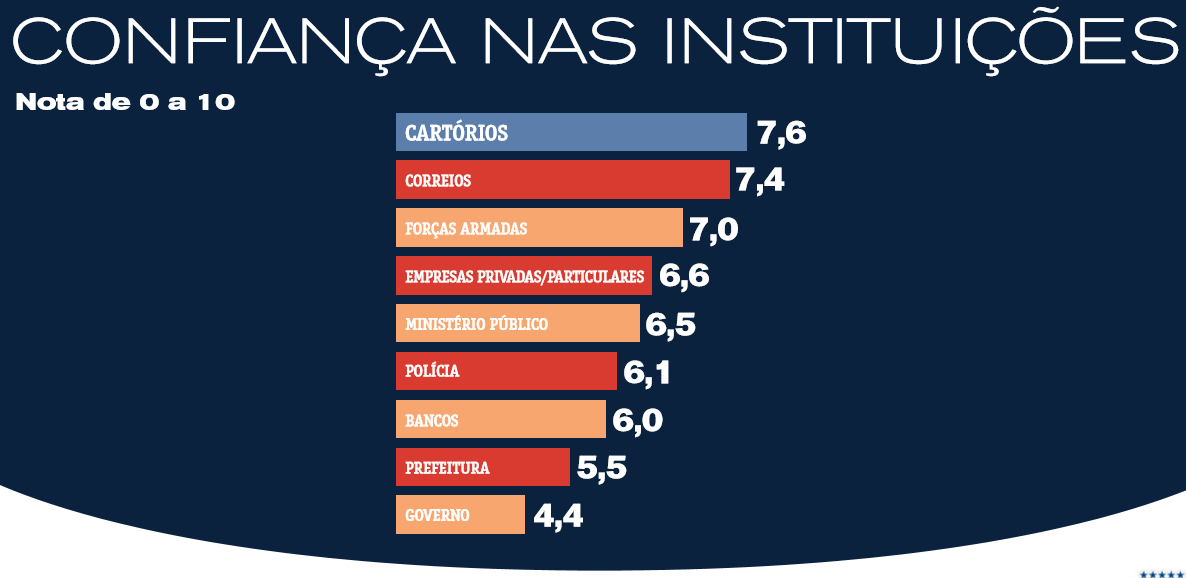 CONFIANÇA NAS INSTITUIÇÕES
Nota de 0 a 10
CARTÓRIOS 7,6
CORREIOS 7,4
FORÇAS ARMADAS 7,0
EMPRESAS PRIVADAS/PARTICULARES 6,6
MINISTÉRIO PÚBLICO 6,5
POLÍCIA 6,1
BANCOS 6,0
PREFEITURA 5,5
GOVERNO 4,4